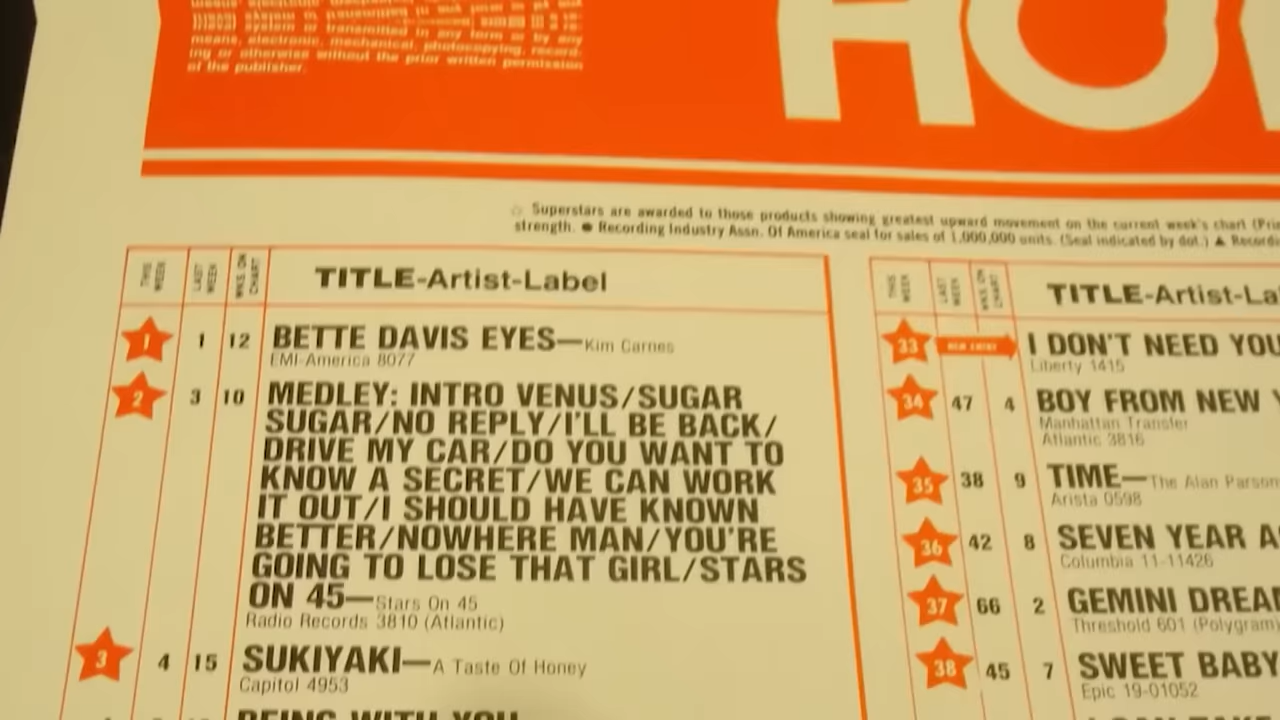 system or transmitted in any form or by any
means, electronic, mechanical, photocopying, record-
ing or otherwise without the prior written permission
of the publisher.
HO
☆ Superstars are awarded to those products showing greatest upward movement on the current week's chart (Pri
strength. ● Recording Industry Assn. Of America seal for sales of 1,000,000 units. (Seal indicated by dot.) ▲ Record
THIS WEEK
LAST WEEK
WKS. ON CHART
TITLE-Artist-Label
1 1 12 BETTE DAVIS EYES—Kim Carnes
EMI-America 8077
2 3 10 MEDLEY: INTRO VENUS/SUGAR
SUGAR/NO REPLY/I'LL BE BACK/
DRIVE MY CAR/DO YOU WANT TO
KNOW A SECRET/WE CAN WORK
IT OUT/I SHOULD HAVE KNOWN
BETTER/NOWHERE MAN/YOU'RE
GOING TO LOSE THAT GIRL/STARS
ON 45—Stars On 45
Radio Records 3810 (Atlantic)
3 4 15 SUKIYAKI—A Taste Of Honey
Capitol 4953
BEING WITH YOU
THIS WEEK
LAST WEEK
WKS. ON CHART
TITLE-Artist-La
33 NEW ENTRY I DON'T NEED YOU
Liberty 1415
34 47 4 BOY FROM NEW
Manhattan Transfer
Atlantic 3816
35 38 9 TIME—The Alan Parson
Arista 0598
36 42 8 SEVEN YEAR A
Columbia 11-11426
37 66 2 GEMINI DREA
Threshold 601 (Polygram)
38 45 7 SWEET BABY
Epic 19-01052